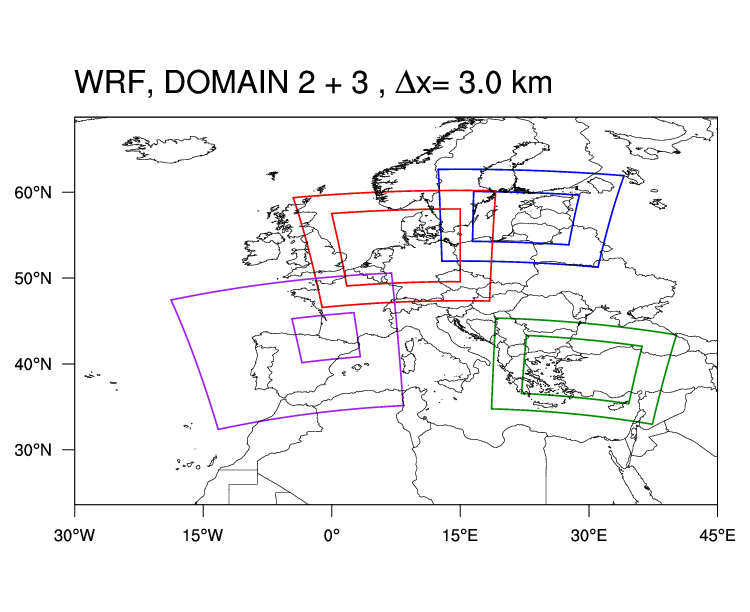 WRF, DOMAIN 2 + 3 , Δx= 3.0 km
60°N
50°N
40°N
30°N
30°W 15°W 0° 15°E 30°E 45°E